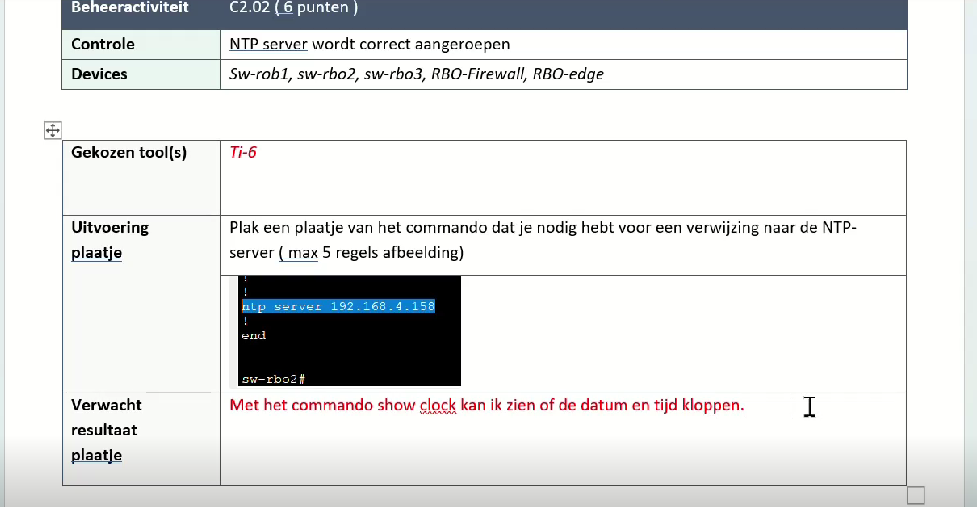 Beheeractiviteit C2.02 ( 6 punten )
Controle NTP server wordt correct aangeroepen
Devices Sw-rob1, sw-rbo2, sw-rbo3, RBO-Firewall, RBO-edge
Gekozen tool(s) Ti-6
Uitvoering Plak een plaatje van het commando dat je nodig hebt voor een verwijzing naar de NTP-
plaatje server ( max 5 regels afbeelding)
!
!
ntp server 192.168.4.158
!
end
sw-rbo2#
Verwacht Met het commando show clock kan ik zien of de datum en tijd kloppen.
resultaat
plaatje